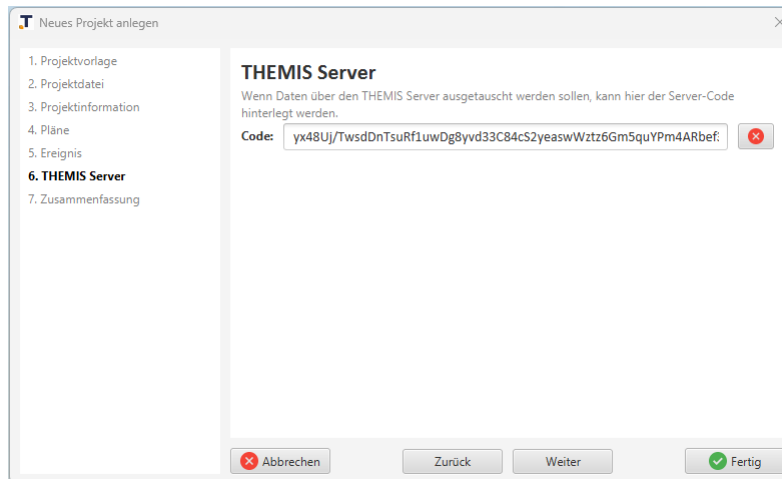 Neues Projekt anlegen
1. Projektvorlage
2. Projektdatei
3. Projektinformation
4. Pläne
5. Ereignis
6. THEMIS Server
7. Zusammenfassung
THEMIS Server
Wenn Daten über den THEMIS Server ausgetauscht werden sollen, kann hier der Server-Code
hinterlegt werden.
Code: yx48Uj/TwsdDnTsuRf1uwDg8yvd33C84cS2yeaswWztz6Gm5quYPm4ARbef
Abbrechen Zurück Weiter Fertig